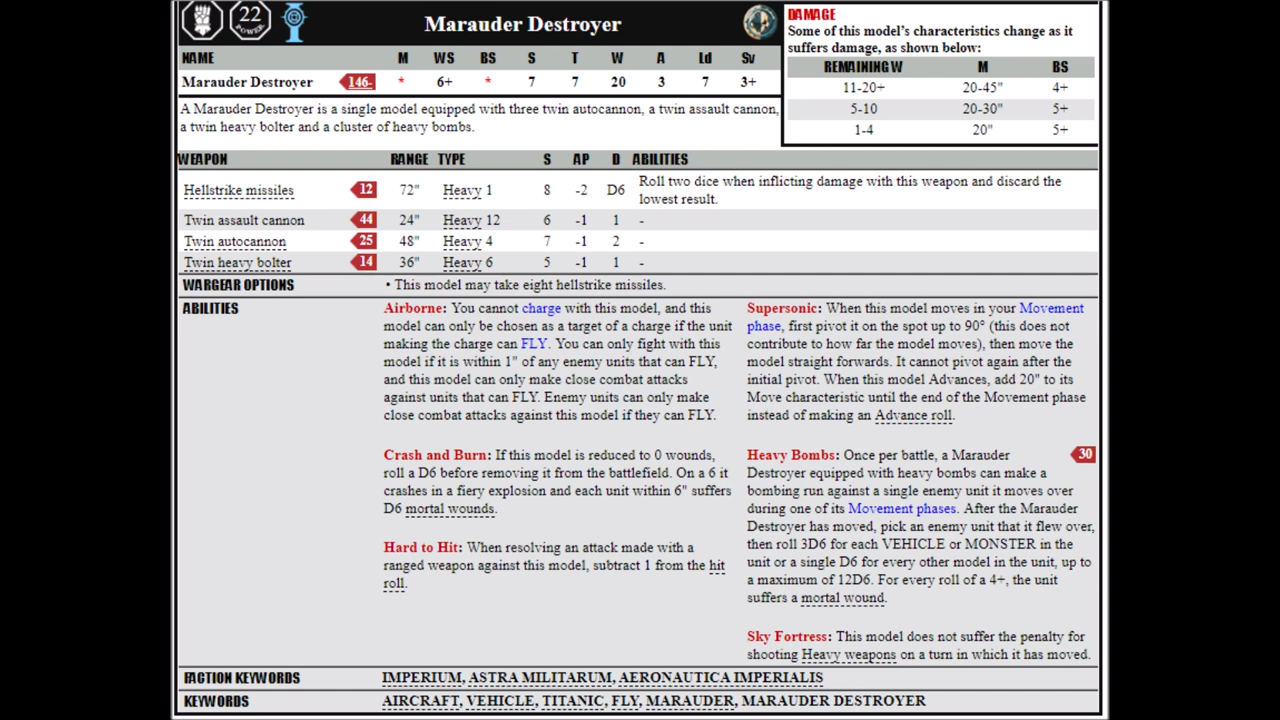 22
POWER
Marauder Destroyer
NAME M WS BS S T W A Ld Sv
Marauder Destroyer 146- * 6+ * 7 7 20 3 7 3+
A Marauder Destroyer is a single model equipped with three twin autocannon, a twin assault cannon,
a twin heavy bolter and a cluster of heavy bombs.
DAMAGE
Some of this model's characteristics change as it
suffers damage, as shown below:
REMAINING W M BS
11-20+ 20-45" 4+
5-10 20-30" 5+
1-4 20" 5+
WEAPON RANGE TYPE S AP D ABILITIES
Hellstrike missiles 12 72" Heavy 1 8 -2 D6 Roll two dice when inflicting damage with this weapon and discard the
lowest result.
Twin assault cannon 44 24" Heavy 12 6 -1 1 -
Twin autocannon 25 48" Heavy 4 7 -1 2 -
Twin heavy bolter 14 36" Heavy 6 5 -1 1 -
WARGEAR OPTIONS • This model may take eight hellstrike missiles.
ABILITIES
Airborne: You cannot charge with this model, and this
model can only be chosen as a target of a charge if the unit
making the charge can FLY. You can only fight with this
model if it is within 1" of any enemy units that can FLY,
and this model can only make close combat attacks
against units that can FLY. Enemy units can only make
close combat attacks against this model if they can FLY.
Crash and Burn: If this model is reduced to 0 wounds,
roll a D6 before removing it from the battlefield. On a 6 it
crashes in a fiery explosion and each unit within 6" suffers
D6 mortal wounds.
Hard to Hit: When resolving an attack made with a
ranged weapon against this model, subtract 1 from the hit
roll.
Supersonic: When this model moves in your Movement
phase, first pivot it on the spot up to 90° (this does not
contribute to how far the model moves), then move the
model straight forwards. It cannot pivot again after the
initial pivot. When this model Advances, add 20" to its
Move characteristic until the end of the Movement phase
instead of making an Advance roll.
Heavy Bombs: Once per battle, a Marauder 30
Destroyer equipped with heavy bombs can make a
bombing run against a single enemy unit it moves over
during one of its Movement phases. After the Marauder
Destroyer has moved, pick an enemy unit that it flew over,
then roll 3D6 for each VEHICLE or MONSTER in the
unit or a single D6 for every other model in the unit, up to
a maximum of 12D6. For every roll of a 4+, the unit
suffers a mortal wound.
Sky Fortress: This model does not suffer the penalty for
shooting Heavy weapons on a turn in which it has moved.
FACTION KEYWORDS IMPERIUM, ASTRA MILITARUM, AERONAUTICA IMPERIALIS
KEYWORDS AIRCRAFT, VEHICLE, TITANIC, FLY, MARAUDER, MARAUDER DESTROYER